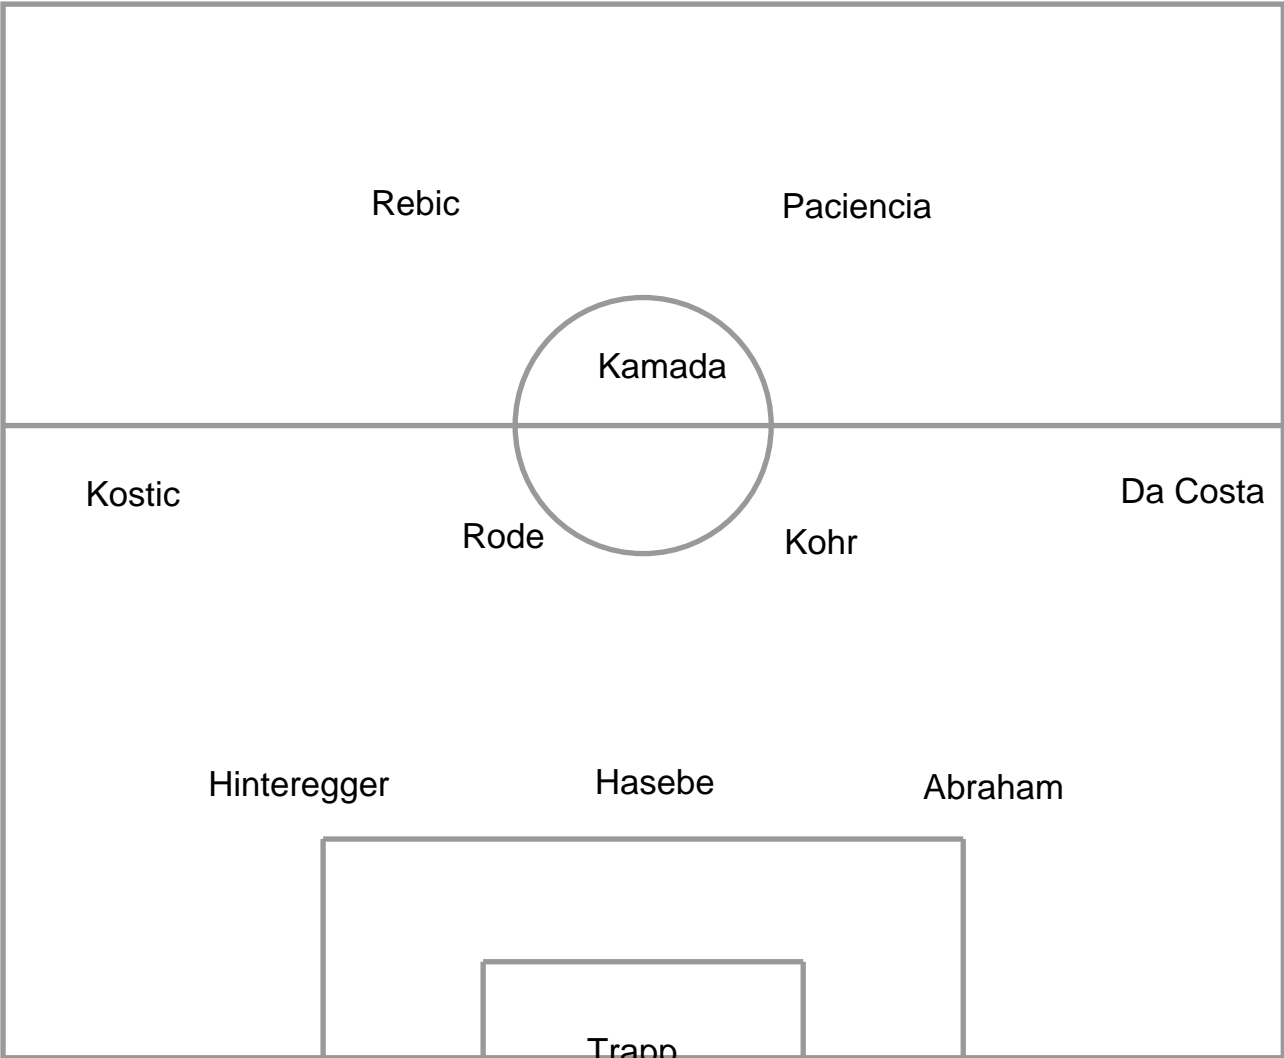 Rebic
Paciencia
Kamada
Kostic
Da Costa
Rode
Kohr
Hinteregger
Hasebe
Abraham
Trapp